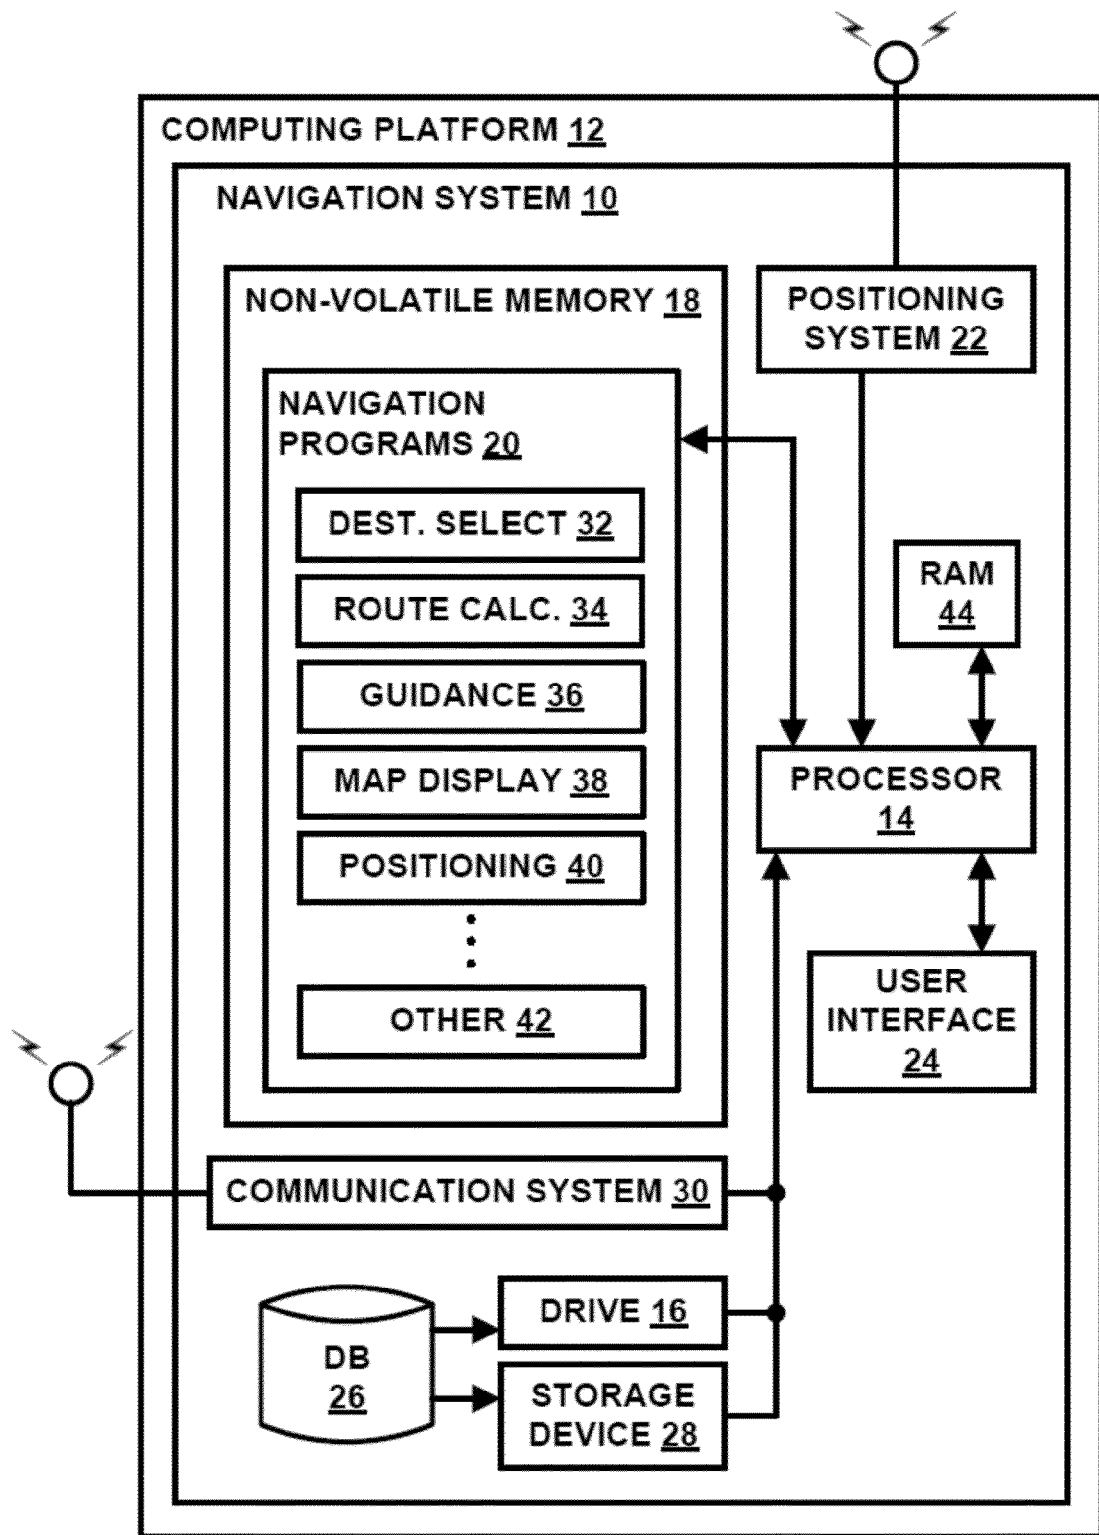 COMPUTING PLATFORM 12
NAVIGATION SYSTEM 10
NON-VOLATILE MEMORY 18
NAVIGATION
PROGRAMS 20
DEST. SELECT 32
ROUTE CALC. 34
GUIDANCE 36
MAP DISPLAY 38
POSITIONING 40
OTHER 42
POSITIONING
SYSTEM 22
RAM
44
PROCESSOR
14
USER
INTERFACE
24
COMMUNICATION SYSTEM 30
DB
26
DRIVE 16
STORAGE
DEVICE 28